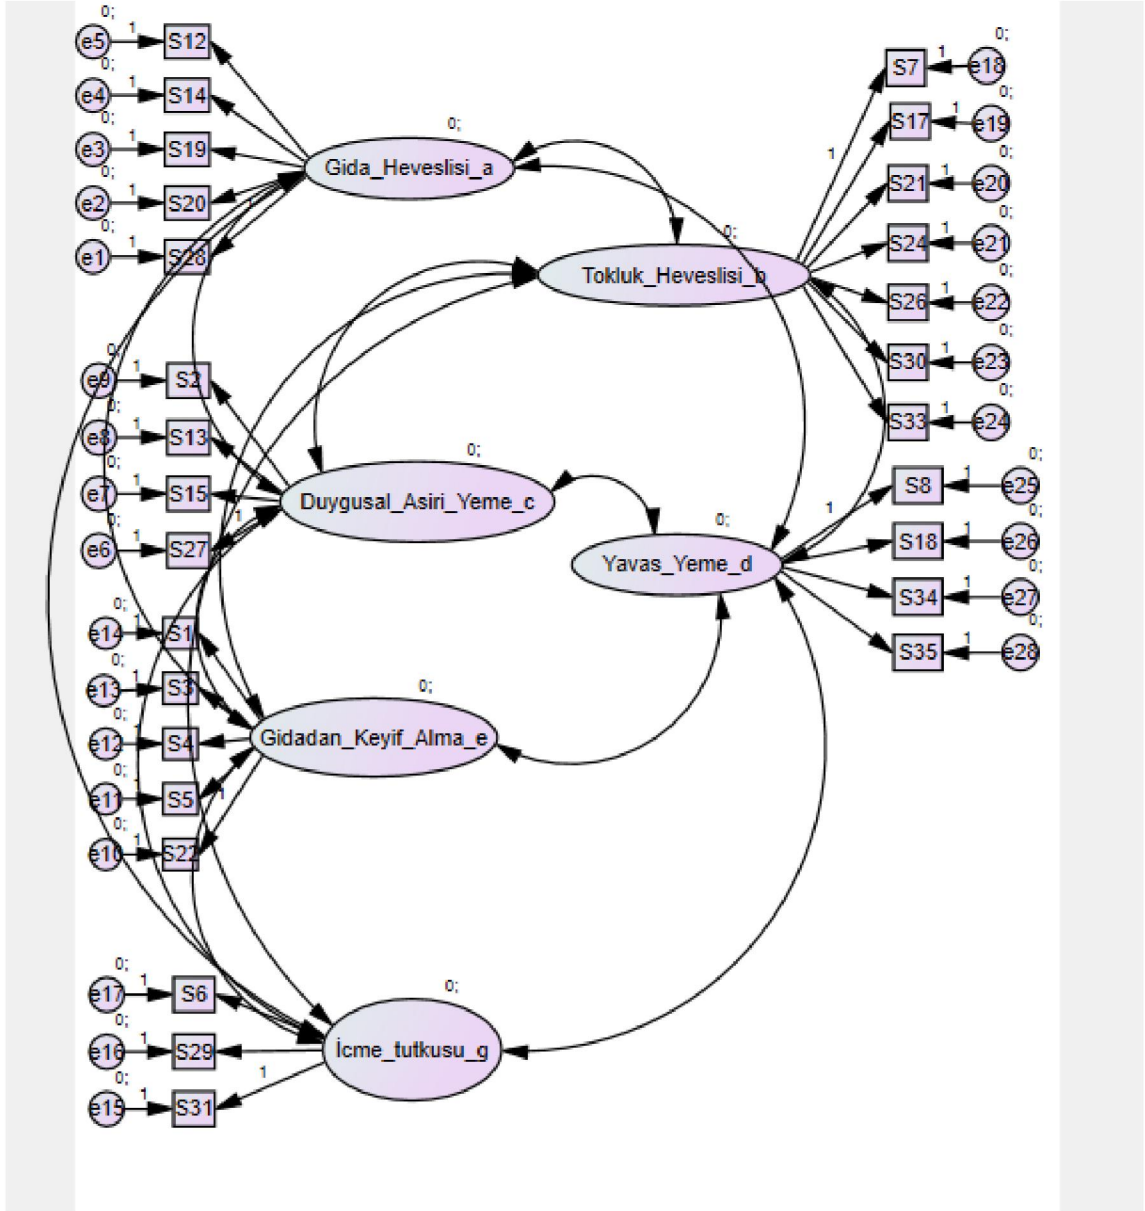 0;
e5 1 S12
0;
e4 1 S14
0;
e3 1 S19
0;
e2 1 S20
0;
e1 1 S28
1
0;
Gida_Heveslisi_a
0;
S7 1 e18
0;
S17 1 e19
0;
S21 1 e20
0;
S24 1 e21
0;
S26 1 e22
0;
S30 1 e23
0;
S33 1 e24
1
0;
Tokluk_Heveslisi_b
0;
e9 1 S2
0;
e8 1 S13
0;
e7 1 S15
0;
e6 1 S27
1
0;
Duygusal_Asiri_Yeme_c
0;
S8 1 e25
0;
S18 1 e26
0;
S34 1 e27
0;
S35 1 e28
1
0;
Yavas_Yeme_d
0;
e14 1 S1
0;
e13 1 S3
0;
e12 1 S4
0;
e11 1 S5
0;
e10 1 S22
1
0;
Gidadan_Keyif_Alma_e
0;
e17 1 S6
0;
e16 1 S29
0;
e15 1 S31
1
0;
İcme_tutkusu_g